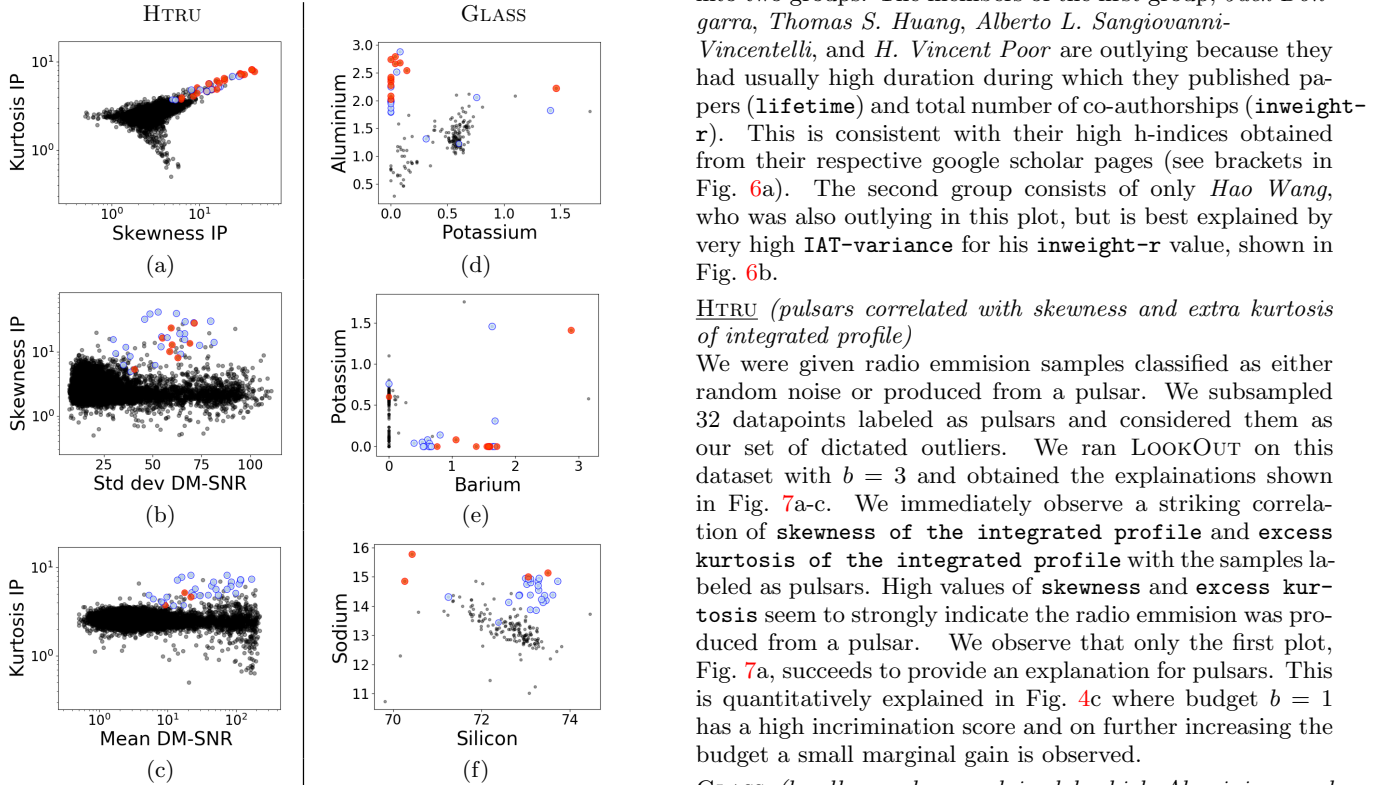 HTRU
GLASS
Kurtosis IP
10¹
10⁰
10⁰
10¹
Skewness IP
(a)
Aluminium
3.0
2.5
2.0
1.5
1.0
0.5
0.0
0.5
1.0
1.5
Potassium
(d)
Skewness IP
10¹
10⁰
25
50
75
100
Std dev DM-SNR
(b)
Potassium
1.5
1.0
0.5
0.0
0
1
2
3
Barium
(e)
Kurtosis IP
10¹
10⁰
10⁰
10¹
10²
Mean DM-SNR
(c)
Sodium
16
15
14
13
12
11
70
72
74
Silicon
(f)
garra, Thomas S. Huang, Alberto L. Sangiovanni-
Vincentelli, and H. Vincent Poor are outlying because they
had usually high duration during which they published pa-
pers (lifetime) and total number of co-authorships (inweight-
r). This is consistent with their high h-indices obtained
from their respective google scholar pages (see brackets in
Fig. 6a). The second group consists of only Hao Wang,
who was also outlying in this plot, but is best explained by
very high IAT-variance for his inweight-r value, shown in
Fig. 6b.
HTRU (pulsars correlated with skewness and extra kurtosis
of integrated profile)
We were given radio emmision samples classified as either
random noise or produced from a pulsar. We subsampled
32 datapoints labeled as pulsars and considered them as
our set of dictated outliers. We ran LOOKOUT on this
dataset with b = 3 and obtained the explainations shown
in Fig. 7a-c. We immediately observe a striking correla-
tion of skewness of the integrated profile and excess
kurtosis of the integrated profile with the samples la-
beled as pulsars. High values of skewness and excess kur-
tosis seem to strongly indicate the radio emmision was pro-
duced from a pulsar. We observe that only the first plot,
Fig. 7a, succeeds to provide an explanation for pulsars. This
is quantitatively explained in Fig. 4c where budget b = 1
has a high incrimination score and on further increasing the
budget a small marginal gain is observed.